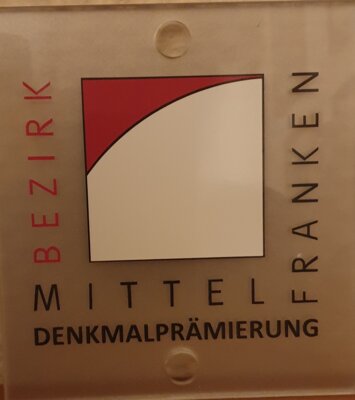 BEZIRK
MITTEL
FRANKEN
DENKMALPRÄMIERUNG